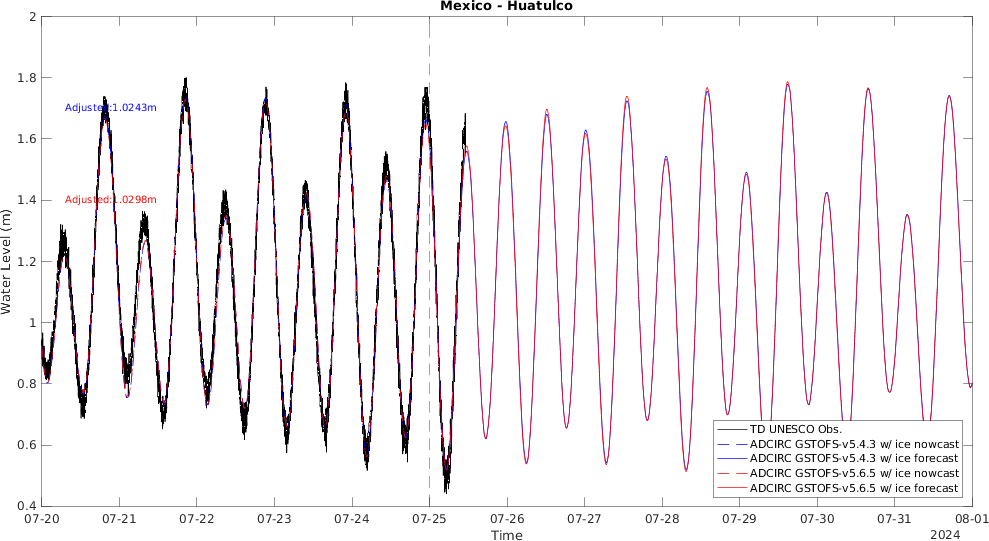 Mexico - Huatulco
2
1.8
1.6
1.4
1.2
1
0.8
0.6
0.4
Water Level (m)
Adjusted:1.0243m
Adjusted:1.0298m
TD UNESCO Obs.
ADCIRC GSTOFS-v5.4.3 w/ ice nowcast
ADCIRC GSTOFS-v5.4.3 w/ ice forecast
ADCIRC GSTOFS-v5.6.5 w/ ice nowcast
ADCIRC GSTOFS-v5.6.5 w/ ice forecast
07-20 07-21 07-22 07-23 07-24 07-25 07-26 07-27 07-28 07-29 07-30 07-31 08-01
Time
2024